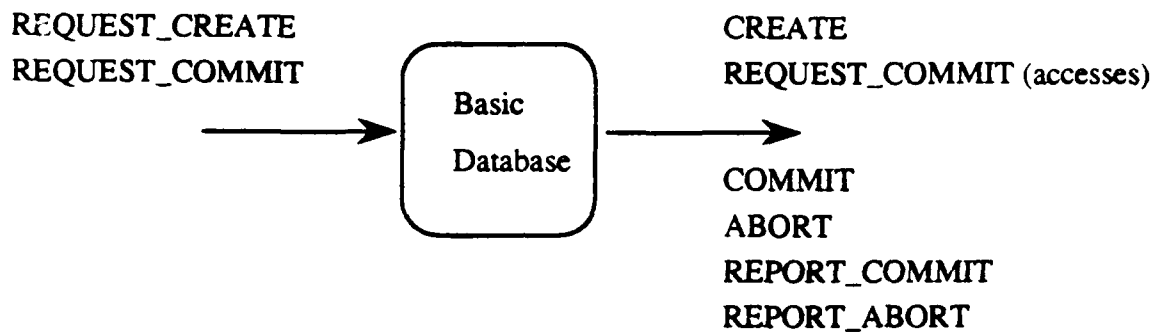 REQUEST_CREATE
REQUEST_COMMIT
Basic
Database
CREATE
REQUEST_COMMIT (accesses)
COMMIT
ABORT
REPORT_COMMIT
REPORT_ABORT